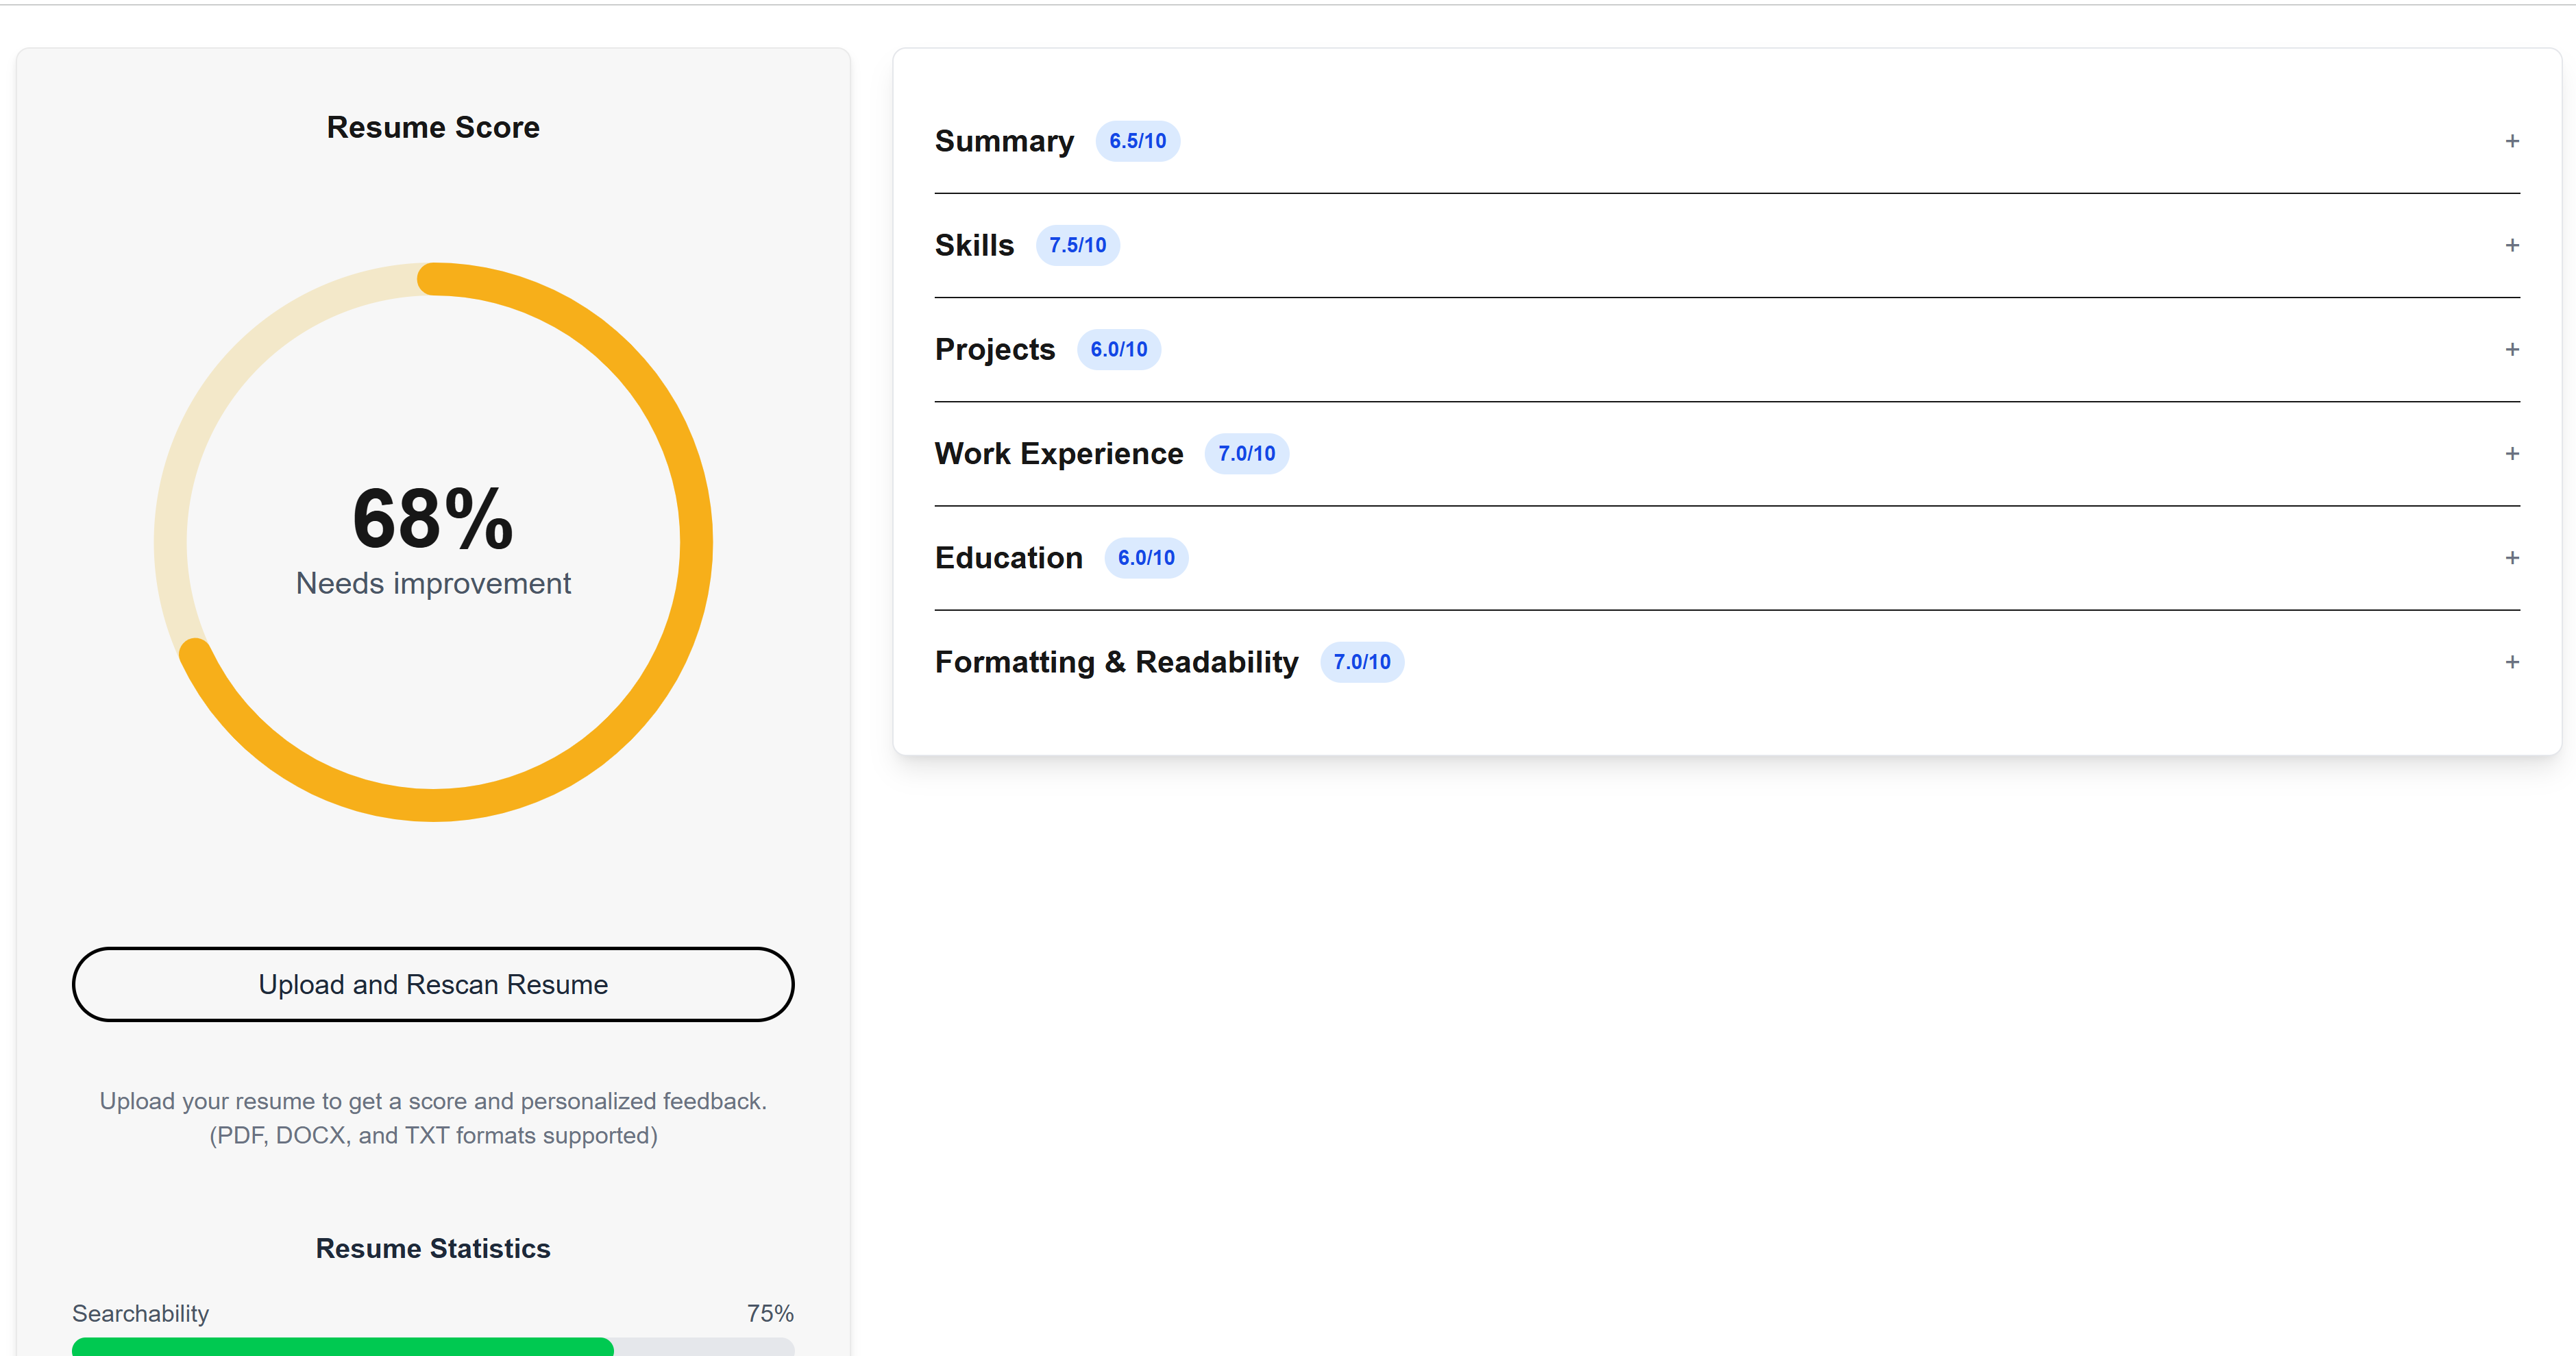 Resume Score
68%
Needs improvement
Upload and Rescan Resume
Upload your resume to get a score and personalized feedback.
(PDF, DOCX, and TXT formats supported)
Resume Statistics
Searchability 75%
Summary 6.5/10 +
Skills 7.5/10 +
Projects 6.0/10 +
Work Experience 7.0/10 +
Education 6.0/10 +
Formatting & Readability 7.0/10 +